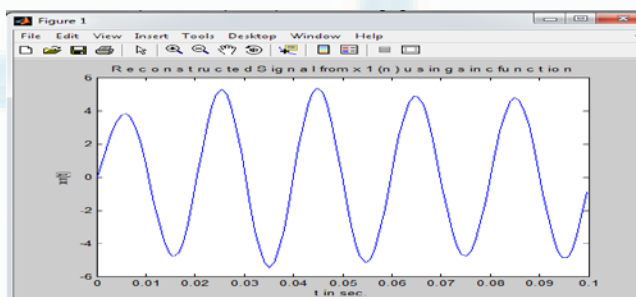 Figure 1
File Edit View Insert Tools Desktop Window Help
Reconstructed Signal from x1(n) using sinc function
6
4
2
0
-2
-4
-6
0 0.01 0.02 0.03 0.04 0.05 0.06 0.07 0.08 0.09 0.1
t in sec.